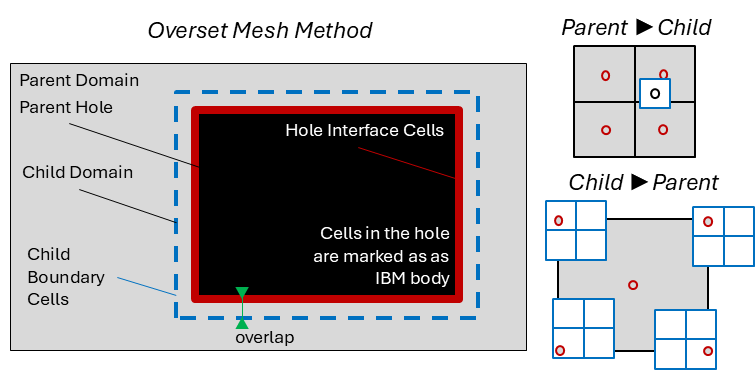 Overset Mesh Method
Parent Domain
Parent Hole
Child Domain
Child
Boundary
Cells
Hole Interface Cells
Cells in the hole
are marked as as
IBM body
overlap
Parent ►Child
Child ►Parent